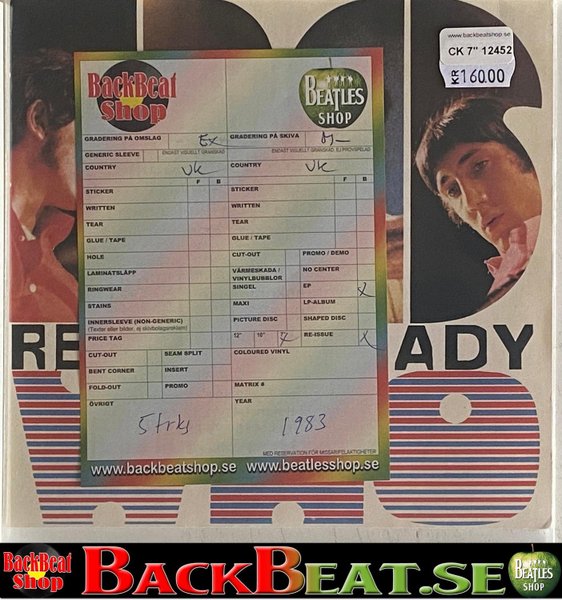 www.backbeatshop.se
CK 7" 12452
KR 160.00
BackBeat
Shop
BEATLES
SHOP
GRADERING PÅ OMSLAG Ex
GRADERING PÅ SKIVA M-
ENDAST VISUELLT GRANSKAD
ENDAST VISUELLT GRANSKAD, EJ PROVSPELAD
GENERIC SLEEVE
COUNTRY UK
COUNTRY UK
F B
F B
STICKER
STICKER
WRITTEN
WRITTEN
TEAR
TEAR
GLUE / TAPE
GLUE / TAPE
HOLE
CUT-OUT PROMO / DEMO
LAMINATSLÄPP
VÄRMESKADA / VINYLBUBBLOR NO CENTER
RINGWEAR
SINGEL EP X
STAINS
MAXI LP-ALBUM
INNERSLEEVE (NON-GENERIC)
(Texter eller bilder, ej skivbolagsreklam)
PICTURE DISC SHAPED DISC
PRICE TAG
12" 10" 7" X RE-ISSUE X
CUT-OUT SEAM SPLIT
COLOURED VINYL
BENT CORNER INSERT
FOLD-OUT PROMO
MATRIX #
ÖVRIGT
YEAR
5 trks
1983
MED RESERVATION FÖR MISSAR/FELAKTIGHETER
www.backbeatshop.se www.beatlesshop.se
RE
ADY
BackBeat
Shop
BACKBEAT.SE
BEATLES
SHOP